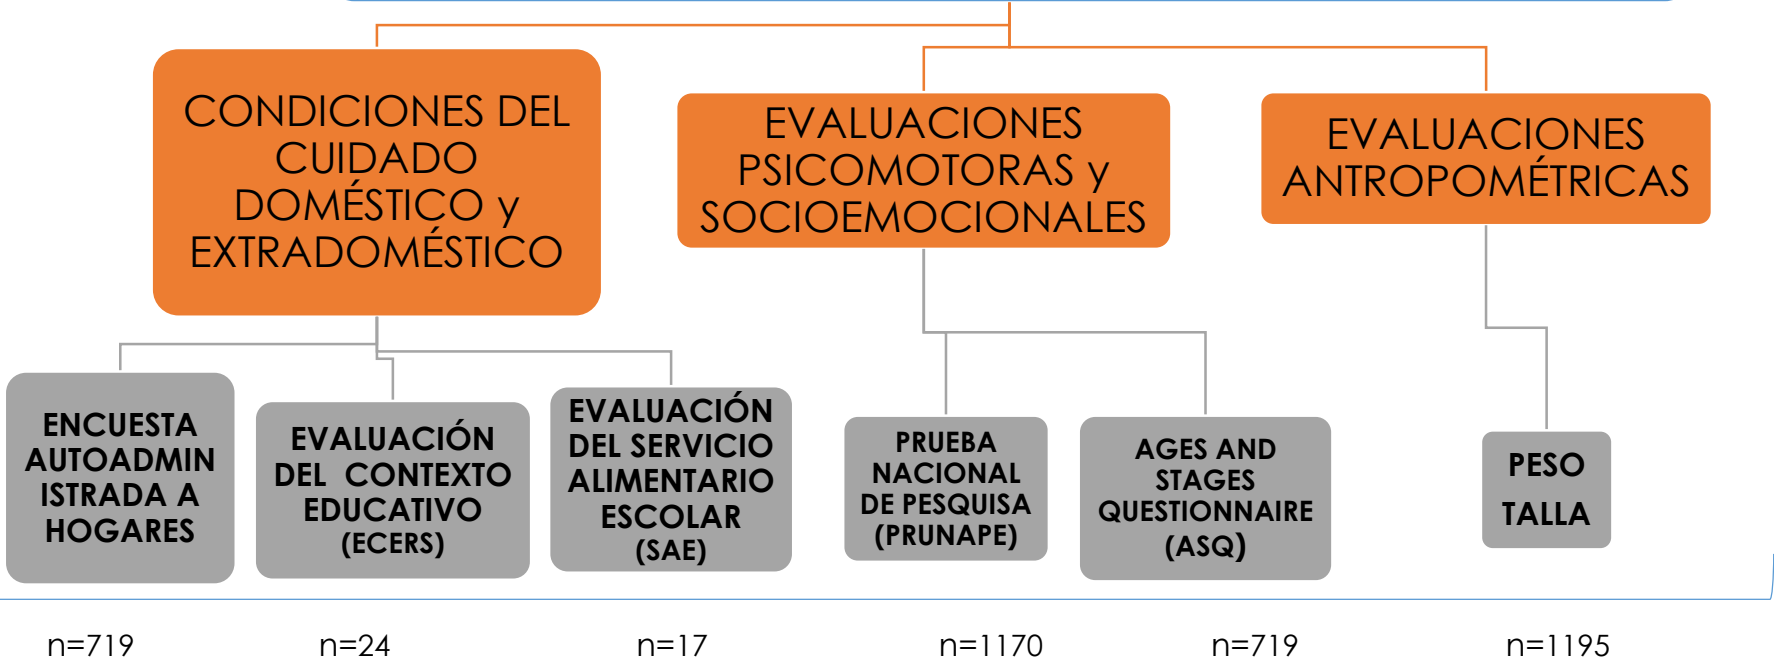 CONDICIONES DEL
CUIDADO
DOMÉSTICO y
EXTRADOMÉSTICO
EVALUACIONES
PSICOMOTORAS y
SOCIOEMOCIONALES
EVALUACIONES
ANTROPOMÉTRICAS
ENCUESTA
AUTOADMIN
ISTRADA A
HOGARES
EVALUACIÓN
DEL CONTEXTO
EDUCATIVO
(ECERS)
EVALUACIÓN
DEL SERVICIO
ALIMENTARIO
ESCOLAR
(SAE)
PRUEBA
NACIONAL
DE PESQUISA
(PRUNAPE)
AGES AND
STAGES
QUESTIONNAIRE
(ASQ)
PESO
TALLA
n=719
n=24
n=17
n=1170
n=719
n=1195